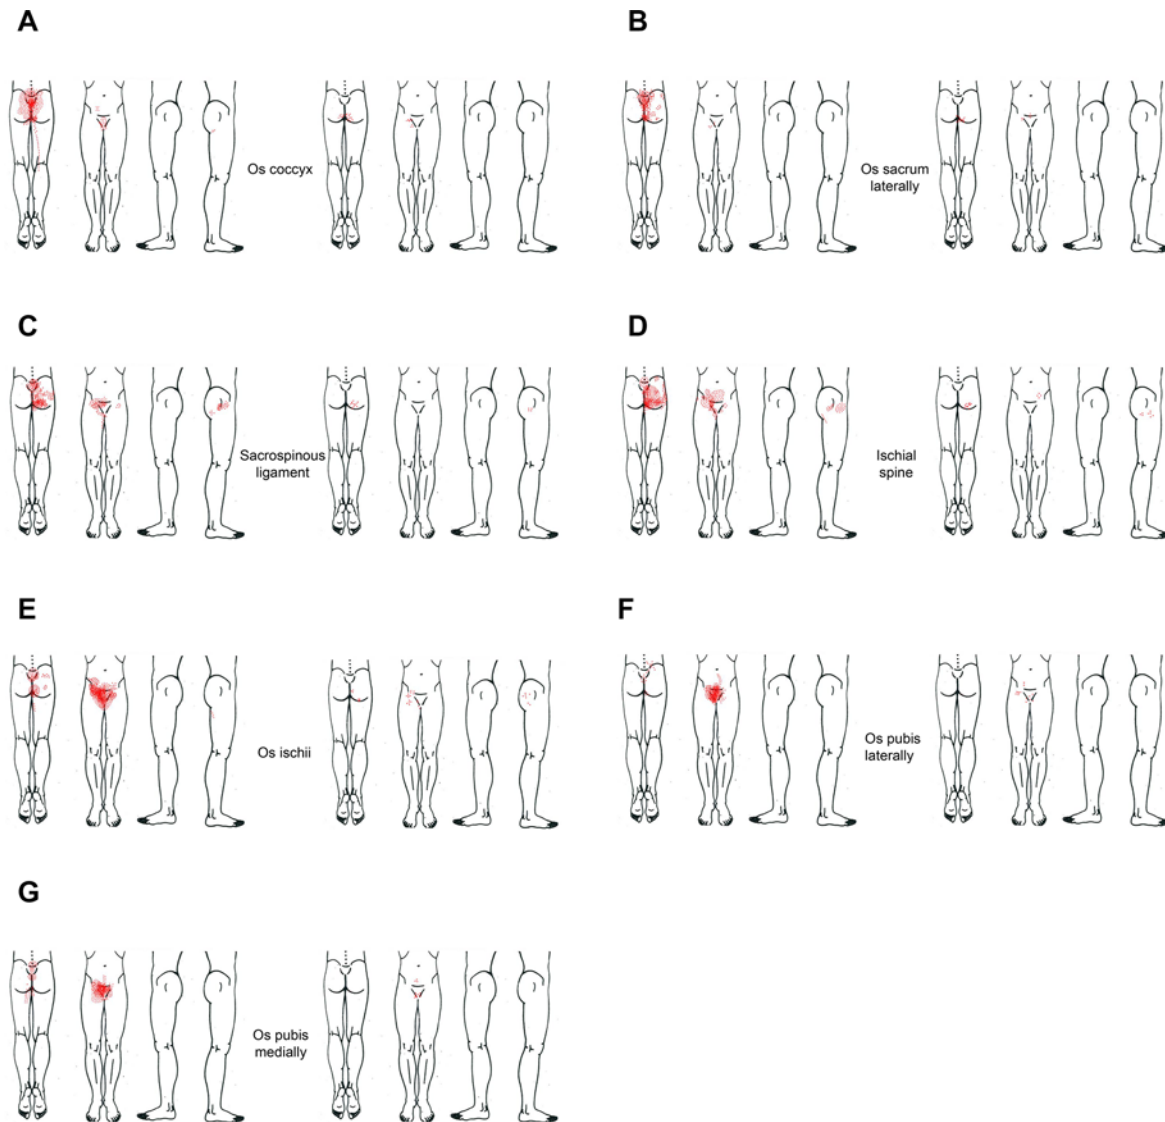 A
B
Os coccyx
Os sacrum
laterally
C
D
Sacrospinous
ligament
Ischial
spine
E
F
Os ischii
Os pubis
laterally
G
Os pubis
medially